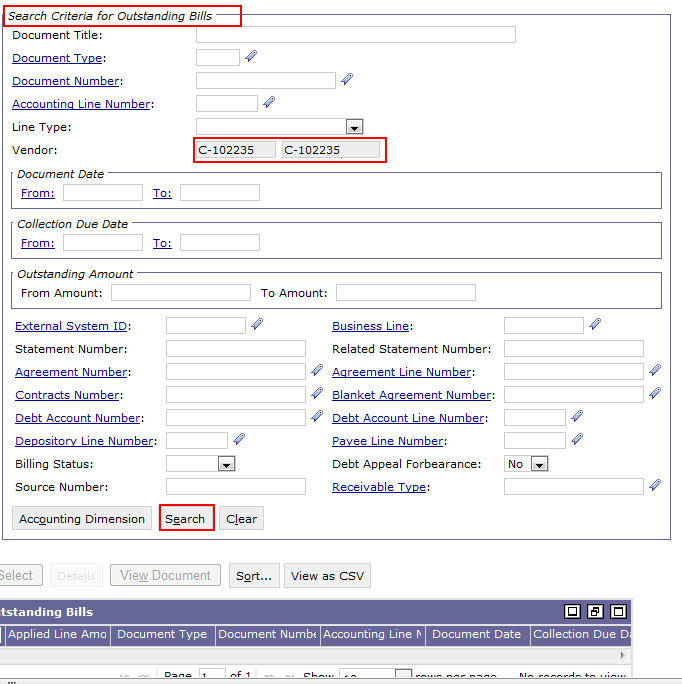 Search Criteria for Outstanding Bills
Document Title:
Document Type:
Document Number:
Accounting Line Number:
Line Type:
Vendor: C-102235 C-102235
Document Date
From: To:
Collection Due Date
From: To:
Outstanding Amount
From Amount: To Amount:
External System ID: Business Line:
Statement Number: Related Statement Number:
Agreement Number: Agreement Line Number:
Contracts Number: Blanket Agreement Number:
Debt Account Number: Debt Account Line Number:
Depository Line Number: Payee Line Number:
Billing Status: Debt Appeal Forbearance: No
Source Number: Receivable Type:
Accounting Dimension Search Clear
Select Details View Document Sort... View as CSV
tstanding Bills
Applied Line Amo Document Type Document Numbe Accounting Line N Document Date Collection Due Da
Page 1 of 1 Show 10 rows per page No records to view